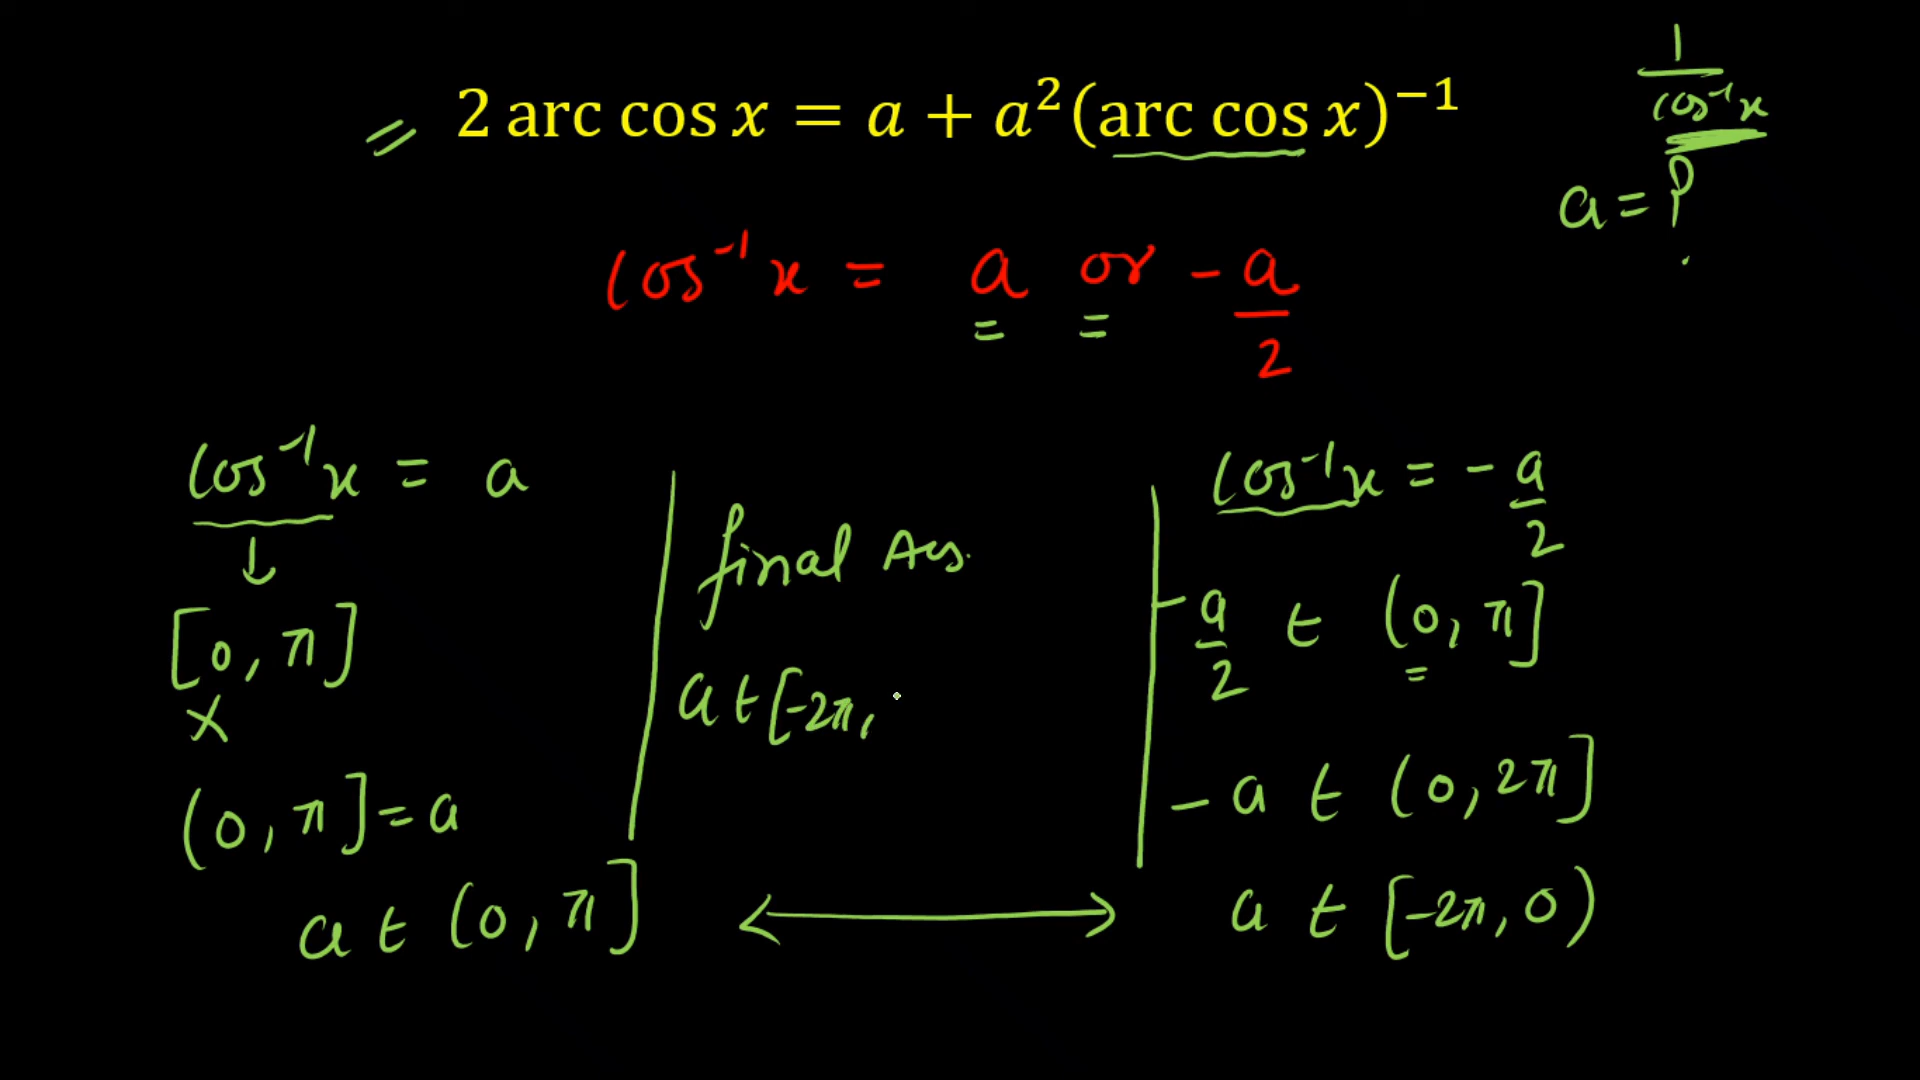 = 2 arc cos x = a + a²(arc cos x)⁻¹
1
cos⁻¹x
a = ?
cos⁻¹x = a or -a/2
cos⁻¹x = a
↓
[0, π]
x
(0, π] = a
a t (0, π]
final Acs.
a t [-2π,
cos⁻¹x = -a/2
-a/2 t (0, π]
-a t (0, 2π]
a t [-2π, 0)